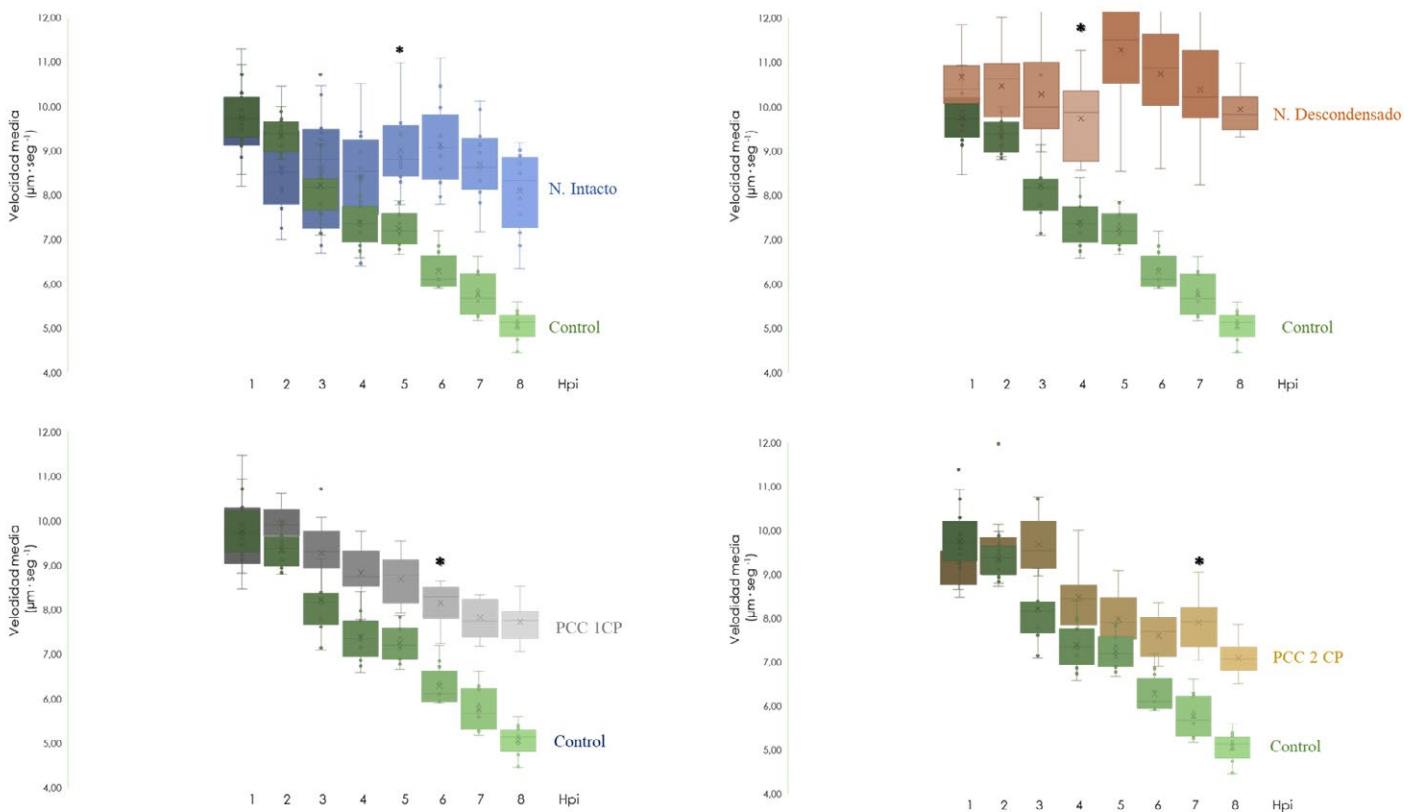 12,00
11,00
10,00
9,00
8,00
7,00
6,00
5,00
4,00
Velocidad media
(µm · seg⁻¹)
*
N. Intacto
Control
1 2 3 4 5 6 7 8 Hpi
12,00
11,00
10,00
9,00
8,00
7,00
6,00
5,00
4,00
Velocidad media
(µm · seg⁻¹)
*
N. Descondensado
Control
1 2 3 4 5 6 7 8 Hpi
12,00
11,00
10,00
9,00
8,00
7,00
6,00
5,00
4,00
Velodidad media
(µm · seg⁻¹)
*
PCC 1CP
Control
1 2 3 4 5 6 7 8 Hpi
12,00
11,00
10,00
9,00
8,00
7,00
6,00
5,00
4,00
Velodidad media
(µm · seg⁻¹)
*
PCC 2 CP
Control
1 2 3 4 5 6 7 8 Hpi